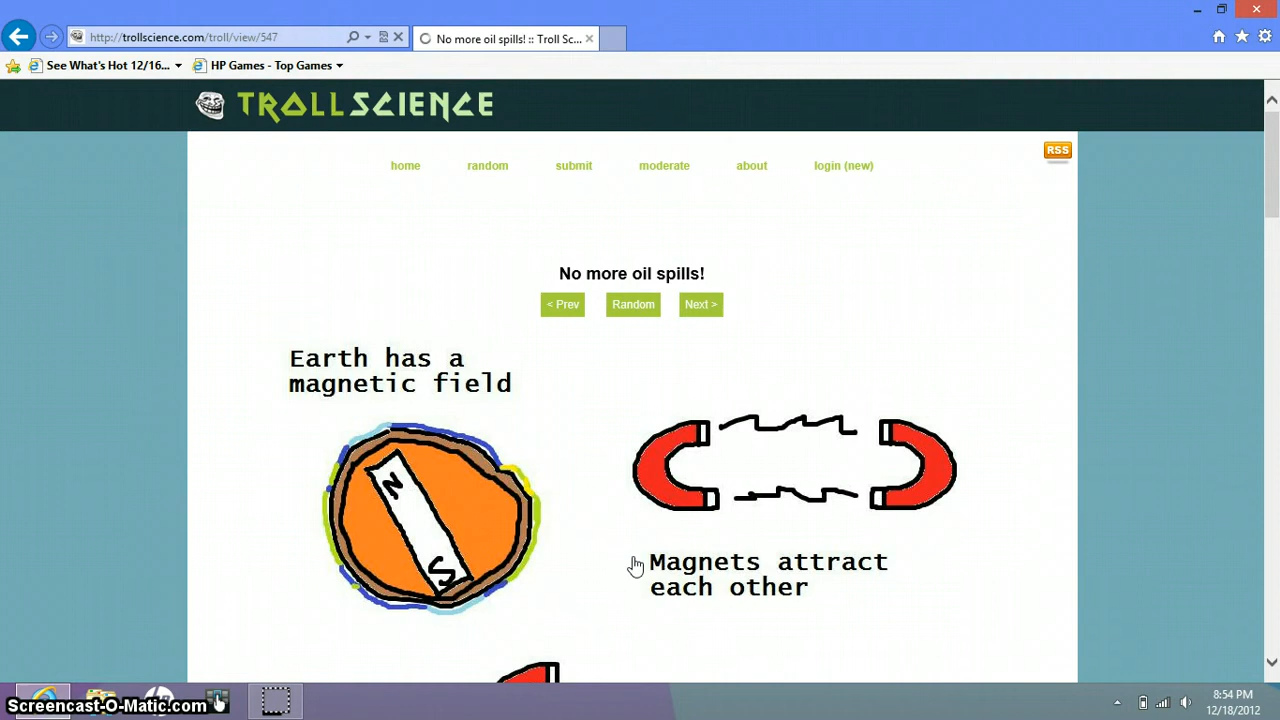 http://trollscience.com/troll/view/547
No more oil spills! :: Troll Sc...
See What's Hot 12/16...
HP Games - Top Games
TROLLSCIENCE
RSS
home random submit moderate about login (new)
No more oil spills!
< Prev Random Next >
Earth has a
magnetic field
N
S
Magnets attract
each other
hp
Screencast-O-Matic.com
8:54 PM
12/18/2012